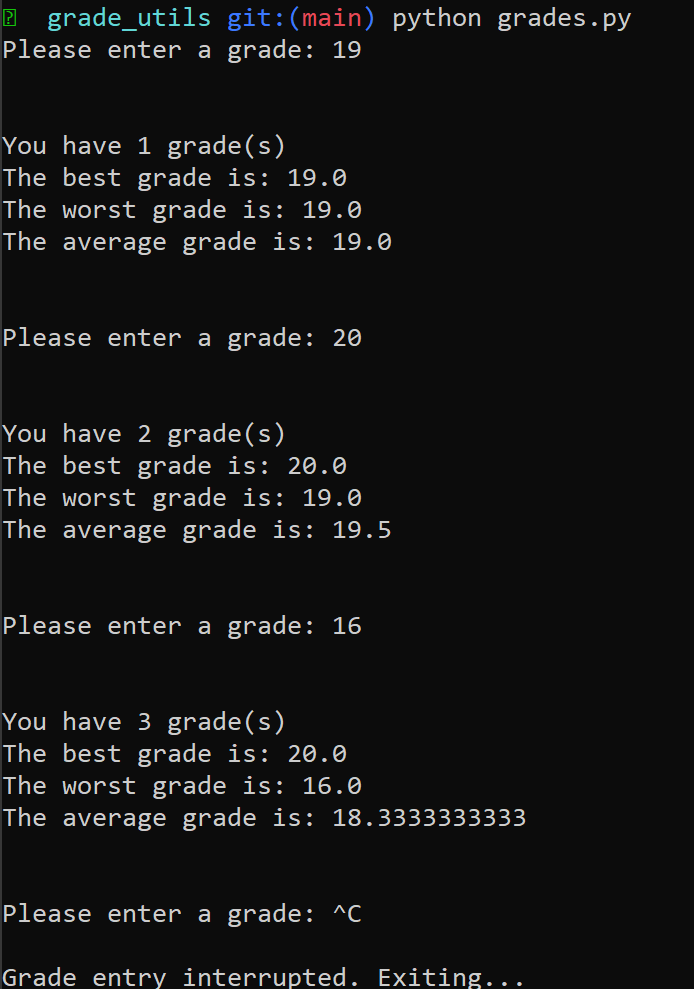 grade_utils git:(main) python grades.py
Please enter a grade: 19
You have 1 grade(s)
The best grade is: 19.0
The worst grade is: 19.0
The average grade is: 19.0
Please enter a grade: 20
You have 2 grade(s)
The best grade is: 20.0
The worst grade is: 19.0
The average grade is: 19.5
Please enter a grade: 16
You have 3 grade(s)
The best grade is: 20.0
The worst grade is: 16.0
The average grade is: 18.3333333333
Please enter a grade: ^C
Grade entry interrupted. Exiting...